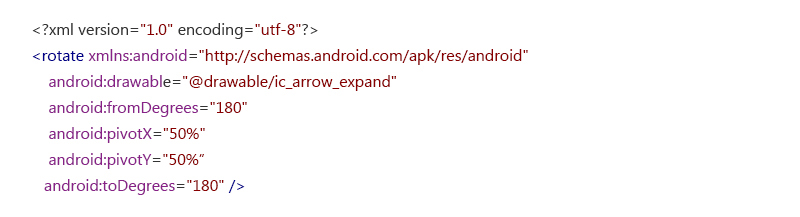 <?xml version="1.0" encoding="utf-8"?>
<rotate xmlns:android="http://schemas.android.com/apk/res/android"
android:drawable="@drawable/ic_arrow_expand"
android:fromDegrees="180"
android:pivotX="50%"
android:pivotY="50%”
android:toDegrees="180" />